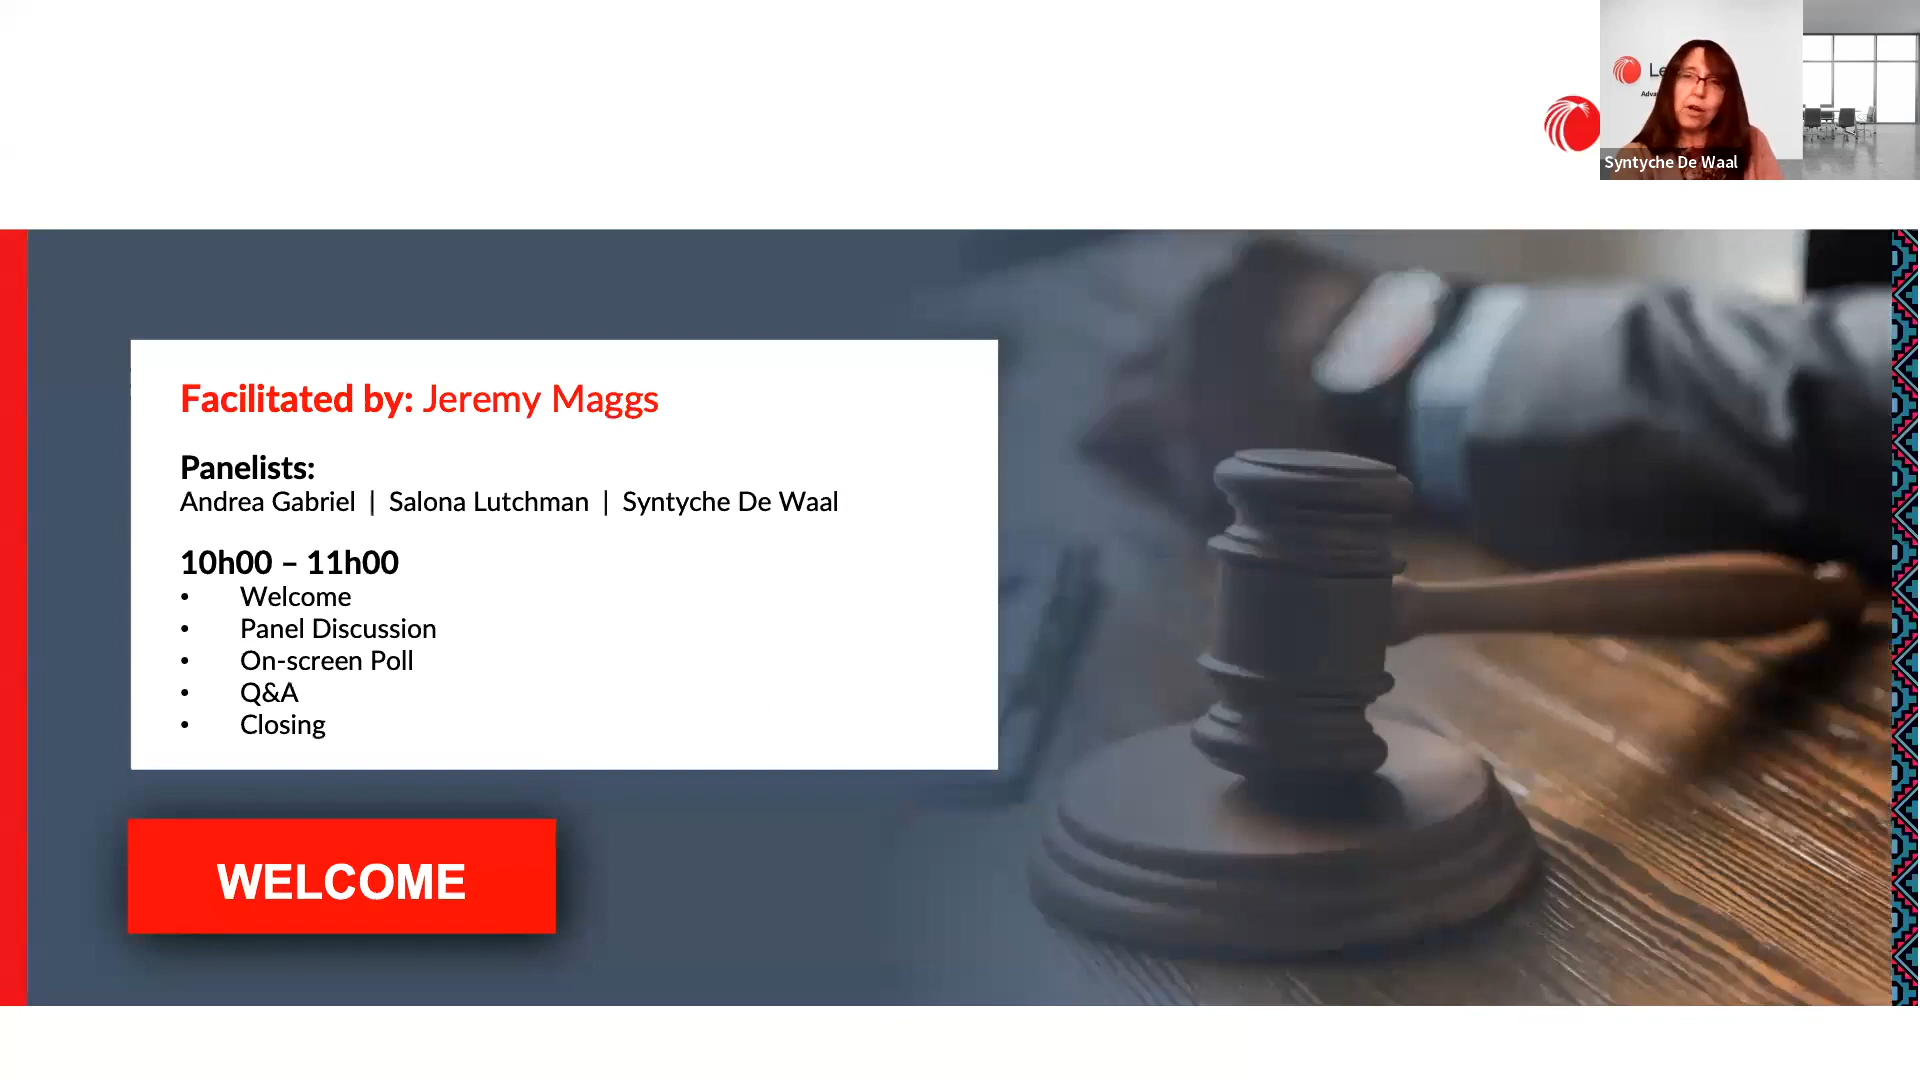 Syntyche De Waal
Facilitated by: Jeremy Maggs
Panelists:
Andrea Gabriel | Salona Lutchman | Syntyche De Waal
10h00 – 11h00
• Welcome
• Panel Discussion
• On-screen Poll
• Q&A
• Closing
WELCOME